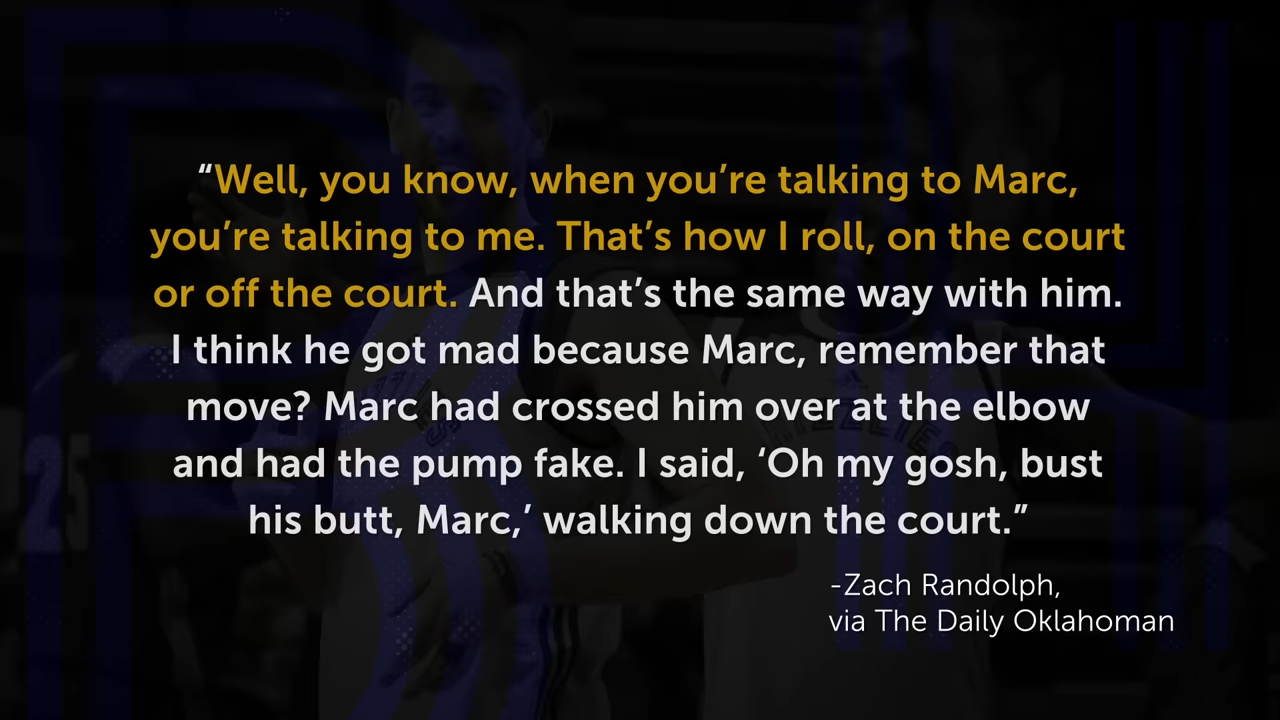 “Well, you know, when you’re talking to Marc,
you’re talking to me. That’s how I roll, on the court
or off the court. And that’s the same way with him.
I think he got mad because Marc, remember that
move? Marc had crossed him over at the elbow
and had the pump fake. I said, ‘Oh my gosh, bust
his butt, Marc,’ walking down the court.”
-Zach Randolph,
via The Daily Oklahoman